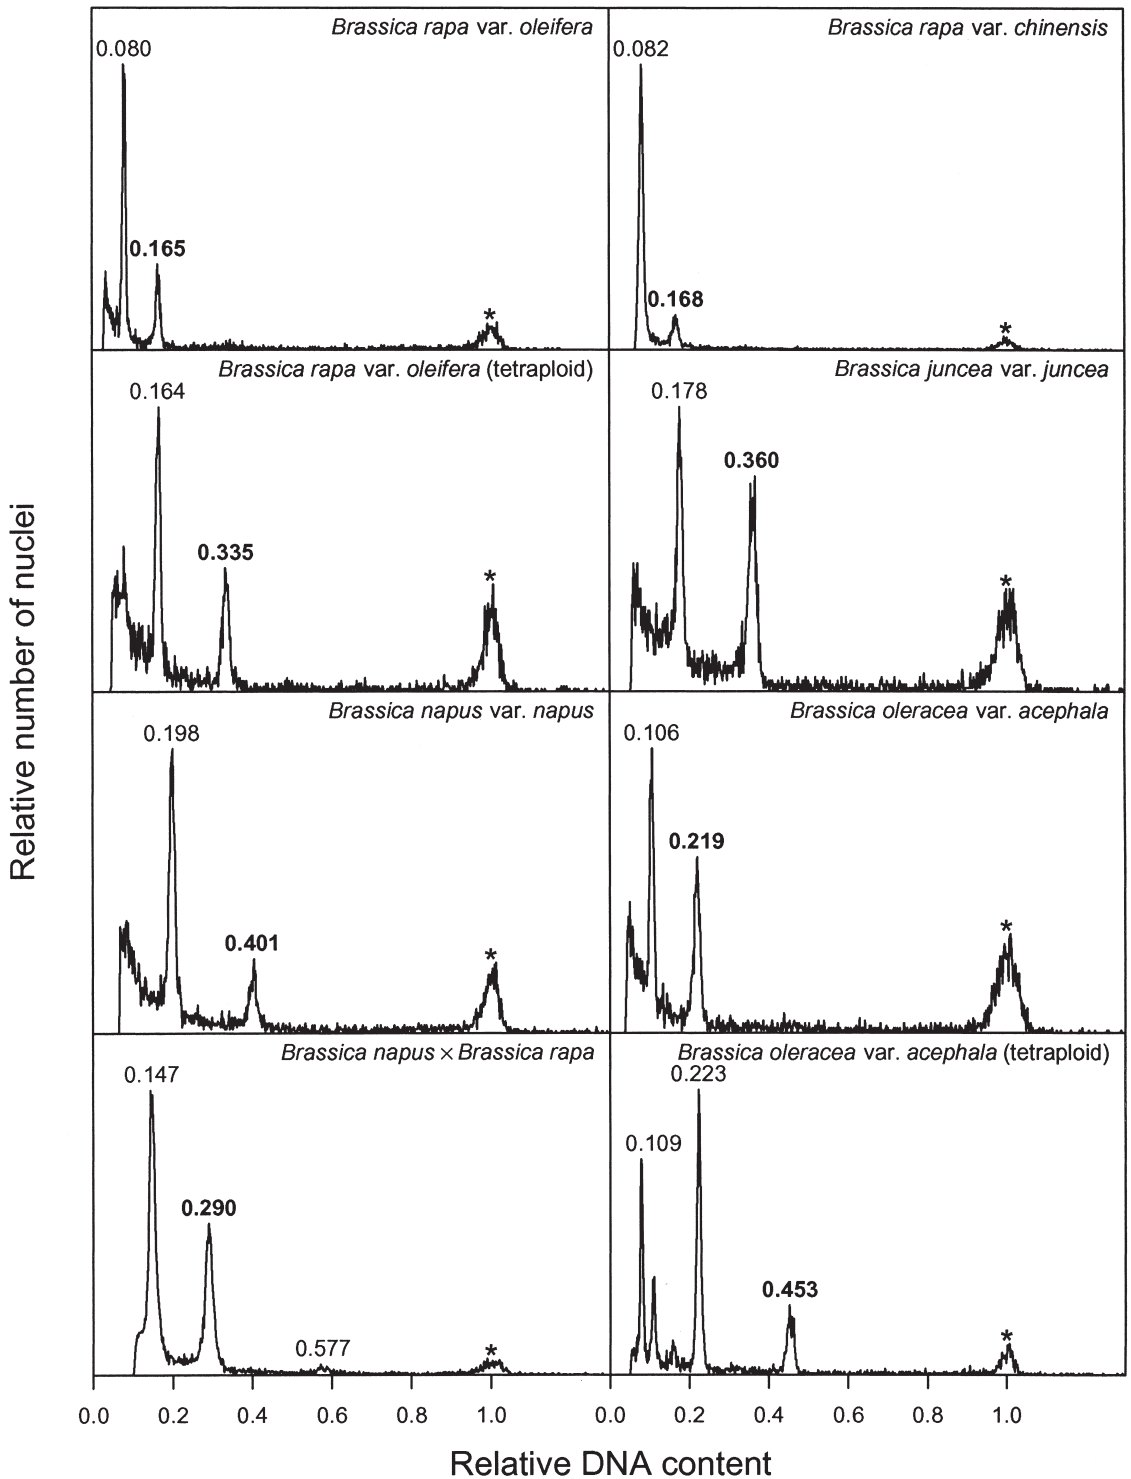 Brassica rapa var. oleifera
0.080
0.165
*
Brassica rapa var. chinensis
0.082
0.168
*
Brassica rapa var. oleifera (tetraploid)
0.164
0.335
*
Brassica juncea var. juncea
0.178
0.360
*
Brassica napus var. napus
0.198
0.401
*
Brassica oleracea var. acephala
0.106
0.219
*
Brassica napus × Brassica rapa
0.147
0.290
0.577
*
Brassica oleracea var. acephala (tetraploid)
0.223
0.109
0.453
*
0.0 0.2 0.4 0.6 0.8 1.0 0.0 0.2 0.4 0.6 0.8 1.0
Relative number of nuclei
Relative DNA content